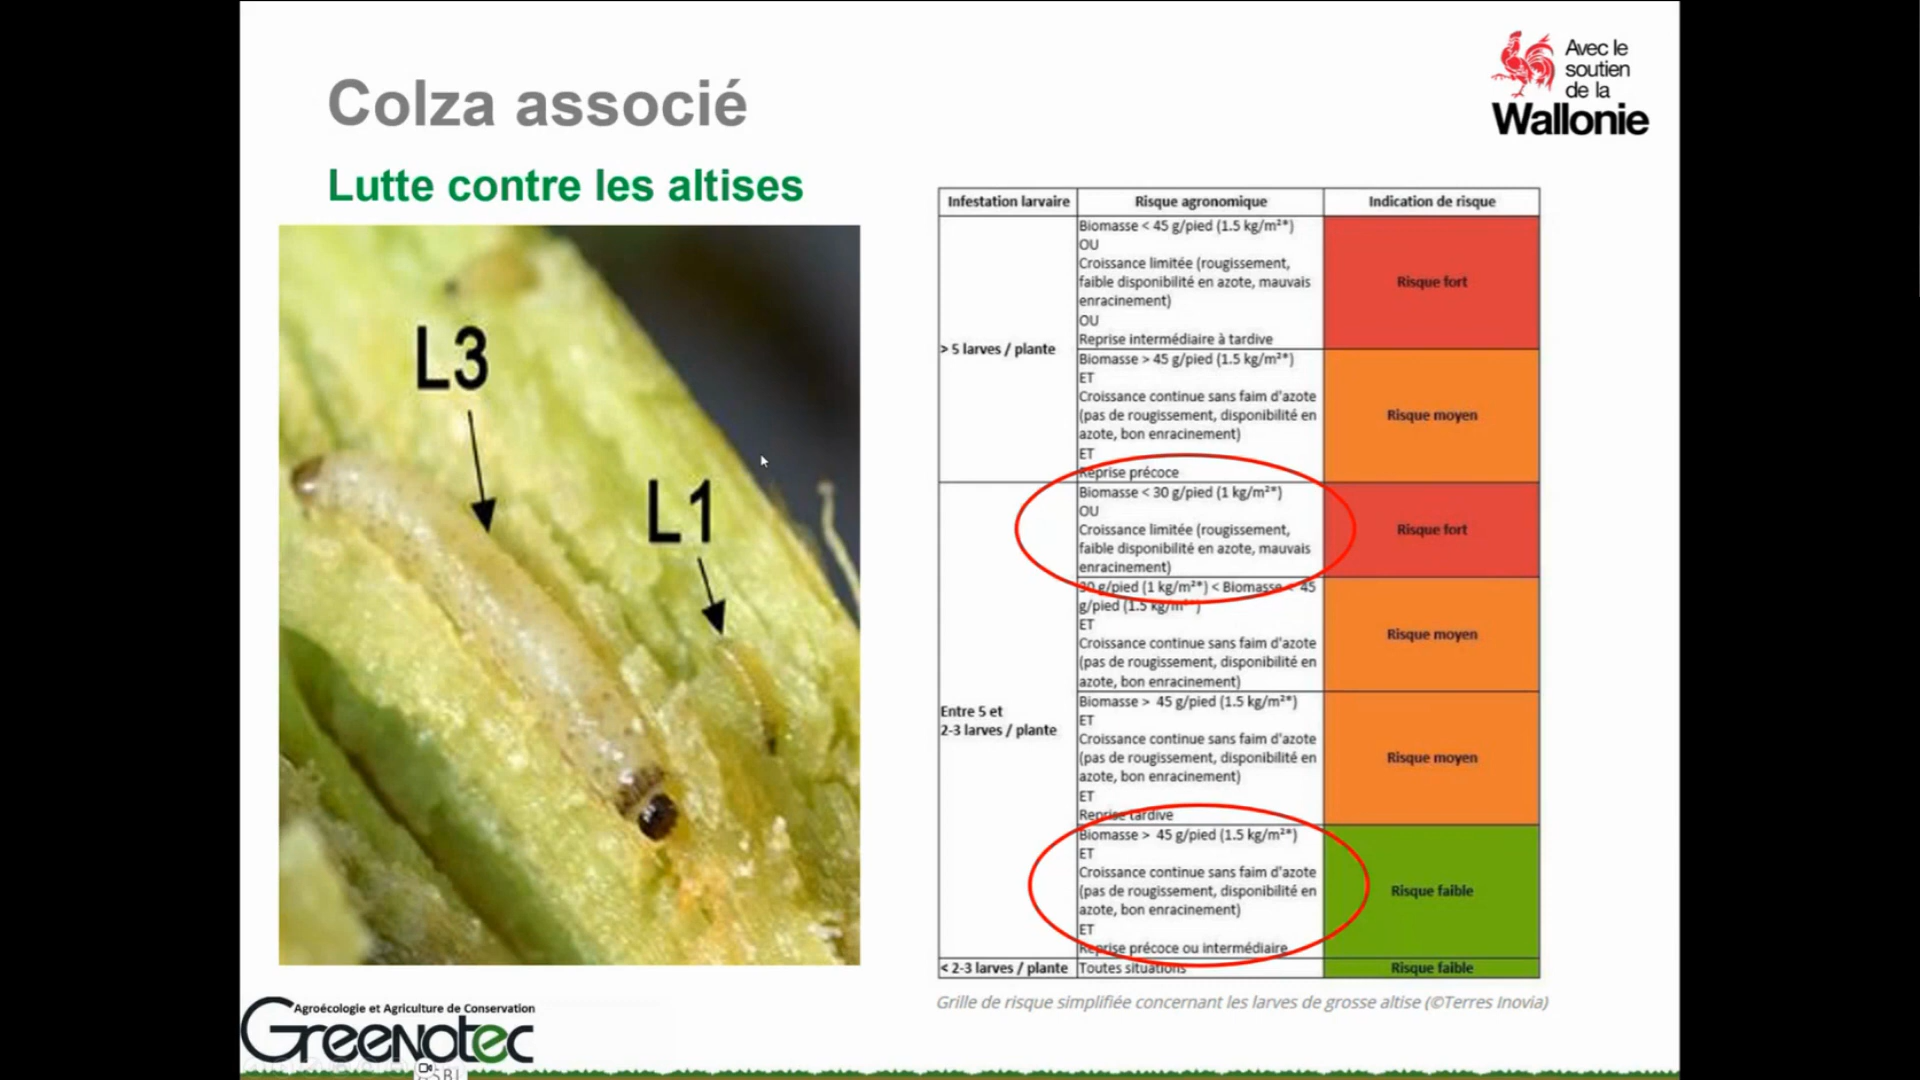 Colza associé
Avec le
soutien
de la
Wallonie
Lutte contre les altises
L3
L1
Infestation larvaire
Risque agronomique
Indication de risque
> 5 larves / plante
Biomasse < 45 g/pied (1.5 kg/m²*)
OU
Croissance limitée (rougissement,
faible disponibilité en azote, mauvais
enracinement)
OU
Reprise intermédiaire à tardive
Risque fort
Biomasse > 45 g/pied (1.5 kg/m²*)
ET
Croissance continue sans faim d'azote
(pas de rougissement, disponibilité en
azote, bon enracinement)
ET
Reprise précoce
Risque moyen
Entre 5 et
2-3 larves / plante
Biomasse < 30 g/pied (1 kg/m²*)
OU
Croissance limitée (rougissement,
faible disponibilité en azote, mauvais
enracinement)
Risque fort
30 g/pied (1 kg/m²*) < Biomasse < 45
g/pied (1.5 kg/m²*)
ET
Croissance continue sans faim d'azote
(pas de rougissement, disponibilité en
azote, bon enracinement)
Risque moyen
Biomasse > 45 g/pied (1.5 kg/m²*)
ET
Croissance continue sans faim d'azote
(pas de rougissement, disponibilité en
azote, bon enracinement)
ET
Reprise tardive
Risque moyen
Biomasse > 45 g/pied (1.5 kg/m²*)
ET
Croissance continue sans faim d'azote
(pas de rougissement, disponibilité en
azote, bon enracinement)
ET
Reprise précoce ou intermédiaire
Risque faible
< 2-3 larves / plante
Toutes situations
Risque faible
Grille de risque simplifiée concernant les larves de grosse altise (©Terres Inovia)
Agroécologie et Agriculture de Conservation
Greenotec